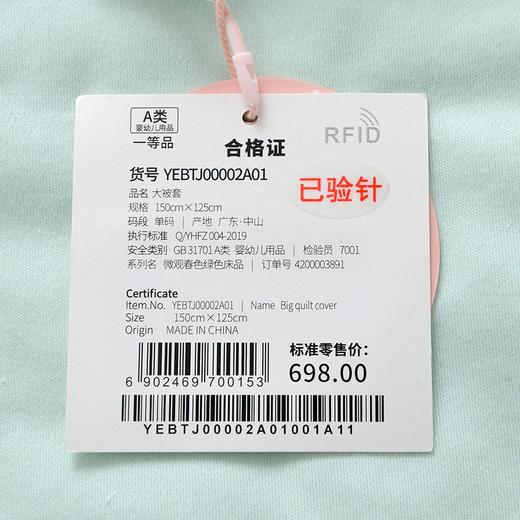 A类
婴幼儿用品
一等品
合格证
RFID
货号 YEBTJ00002A01
品名 大被套
规格 150cm×125cm
码段 单码 | 产地 广东·中山
执行标准 Q/YHFZ 004-2019
安全类别 GB 31701 A类 婴幼儿用品 | 检验员 7001
系列名 微观春色绿色床品 | 订单号 4200003891
已验针
Certificate
Item.No. YEBTJ00002A01 | Name Big quilt cover
Size 150cm×125cm
Origin MADE IN CHINA
标准零售价:
698.00
6 902469 700153
YEBTJ00002A01001A11